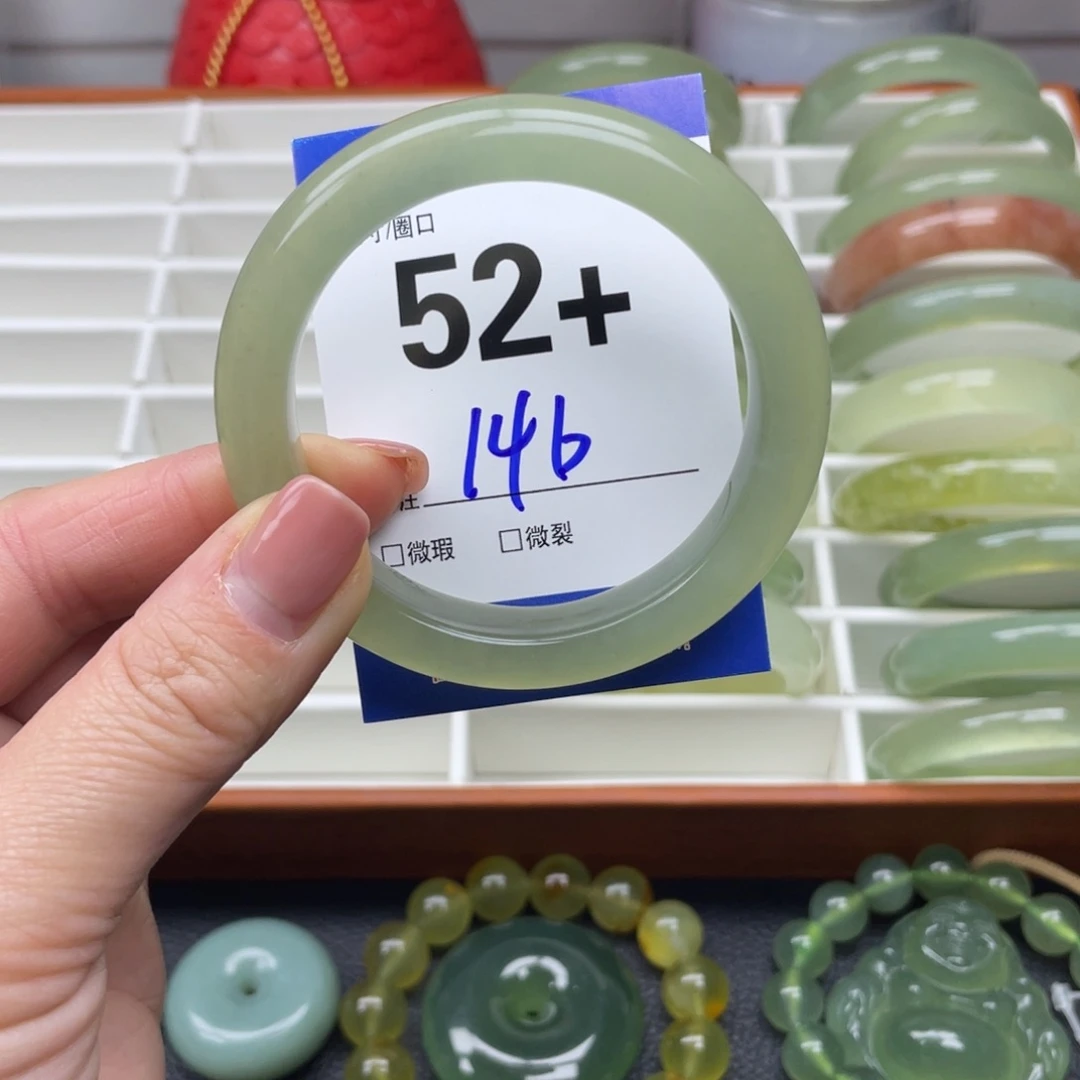 寸/圈口
52+
146
注
□微瑕 □微裂